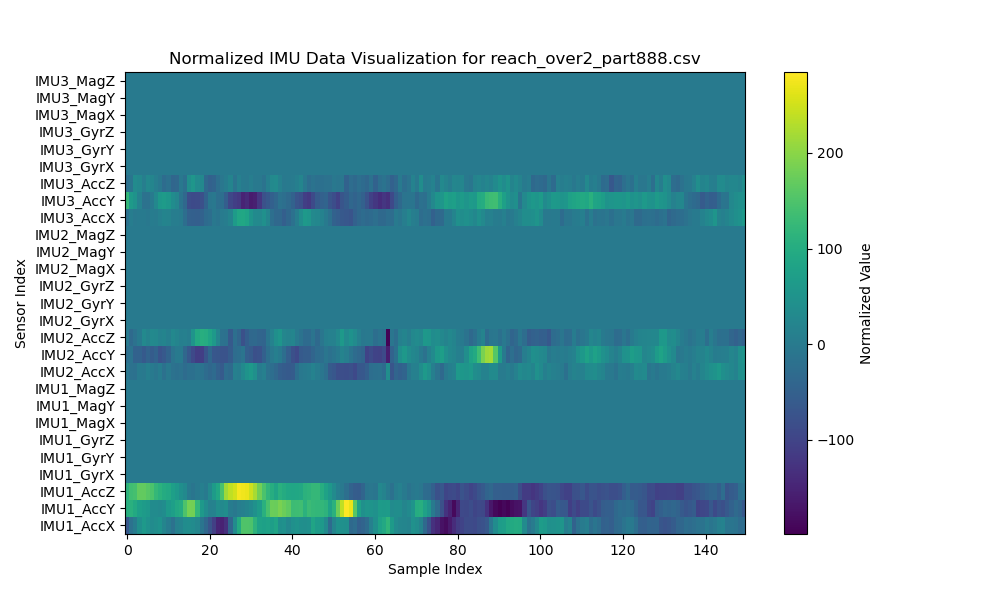 Normalized IMU Data Visualization for reach_over2_part888.csv
IMU3_MagZ
IMU3_MagY
IMU3_MagX
IMU3_GyrZ
IMU3_GyrY
IMU3_GyrX
IMU3_AccZ
IMU3_AccY
IMU3_AccX
IMU2_MagZ
IMU2_MagY
IMU2_MagX
IMU2_GyrZ
IMU2_GyrY
IMU2_GyrX
IMU2_AccZ
IMU2_AccY
IMU2_AccX
IMU1_MagZ
IMU1_MagY
IMU1_MagX
IMU1_GyrZ
IMU1_GyrY
IMU1_GyrX
IMU1_AccZ
IMU1_AccY
IMU1_AccX
Sensor Index
0 20 40 60 80 100 120 140
Sample Index
200
100
0
−100
Normalized Value